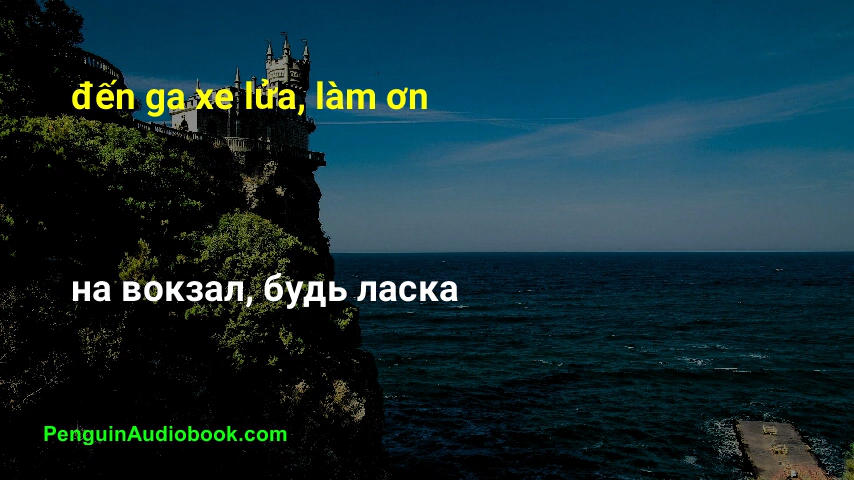 đến ga xe lửa, làm ơn
на вокзал, будь ласка
PenguinAudiobook.com